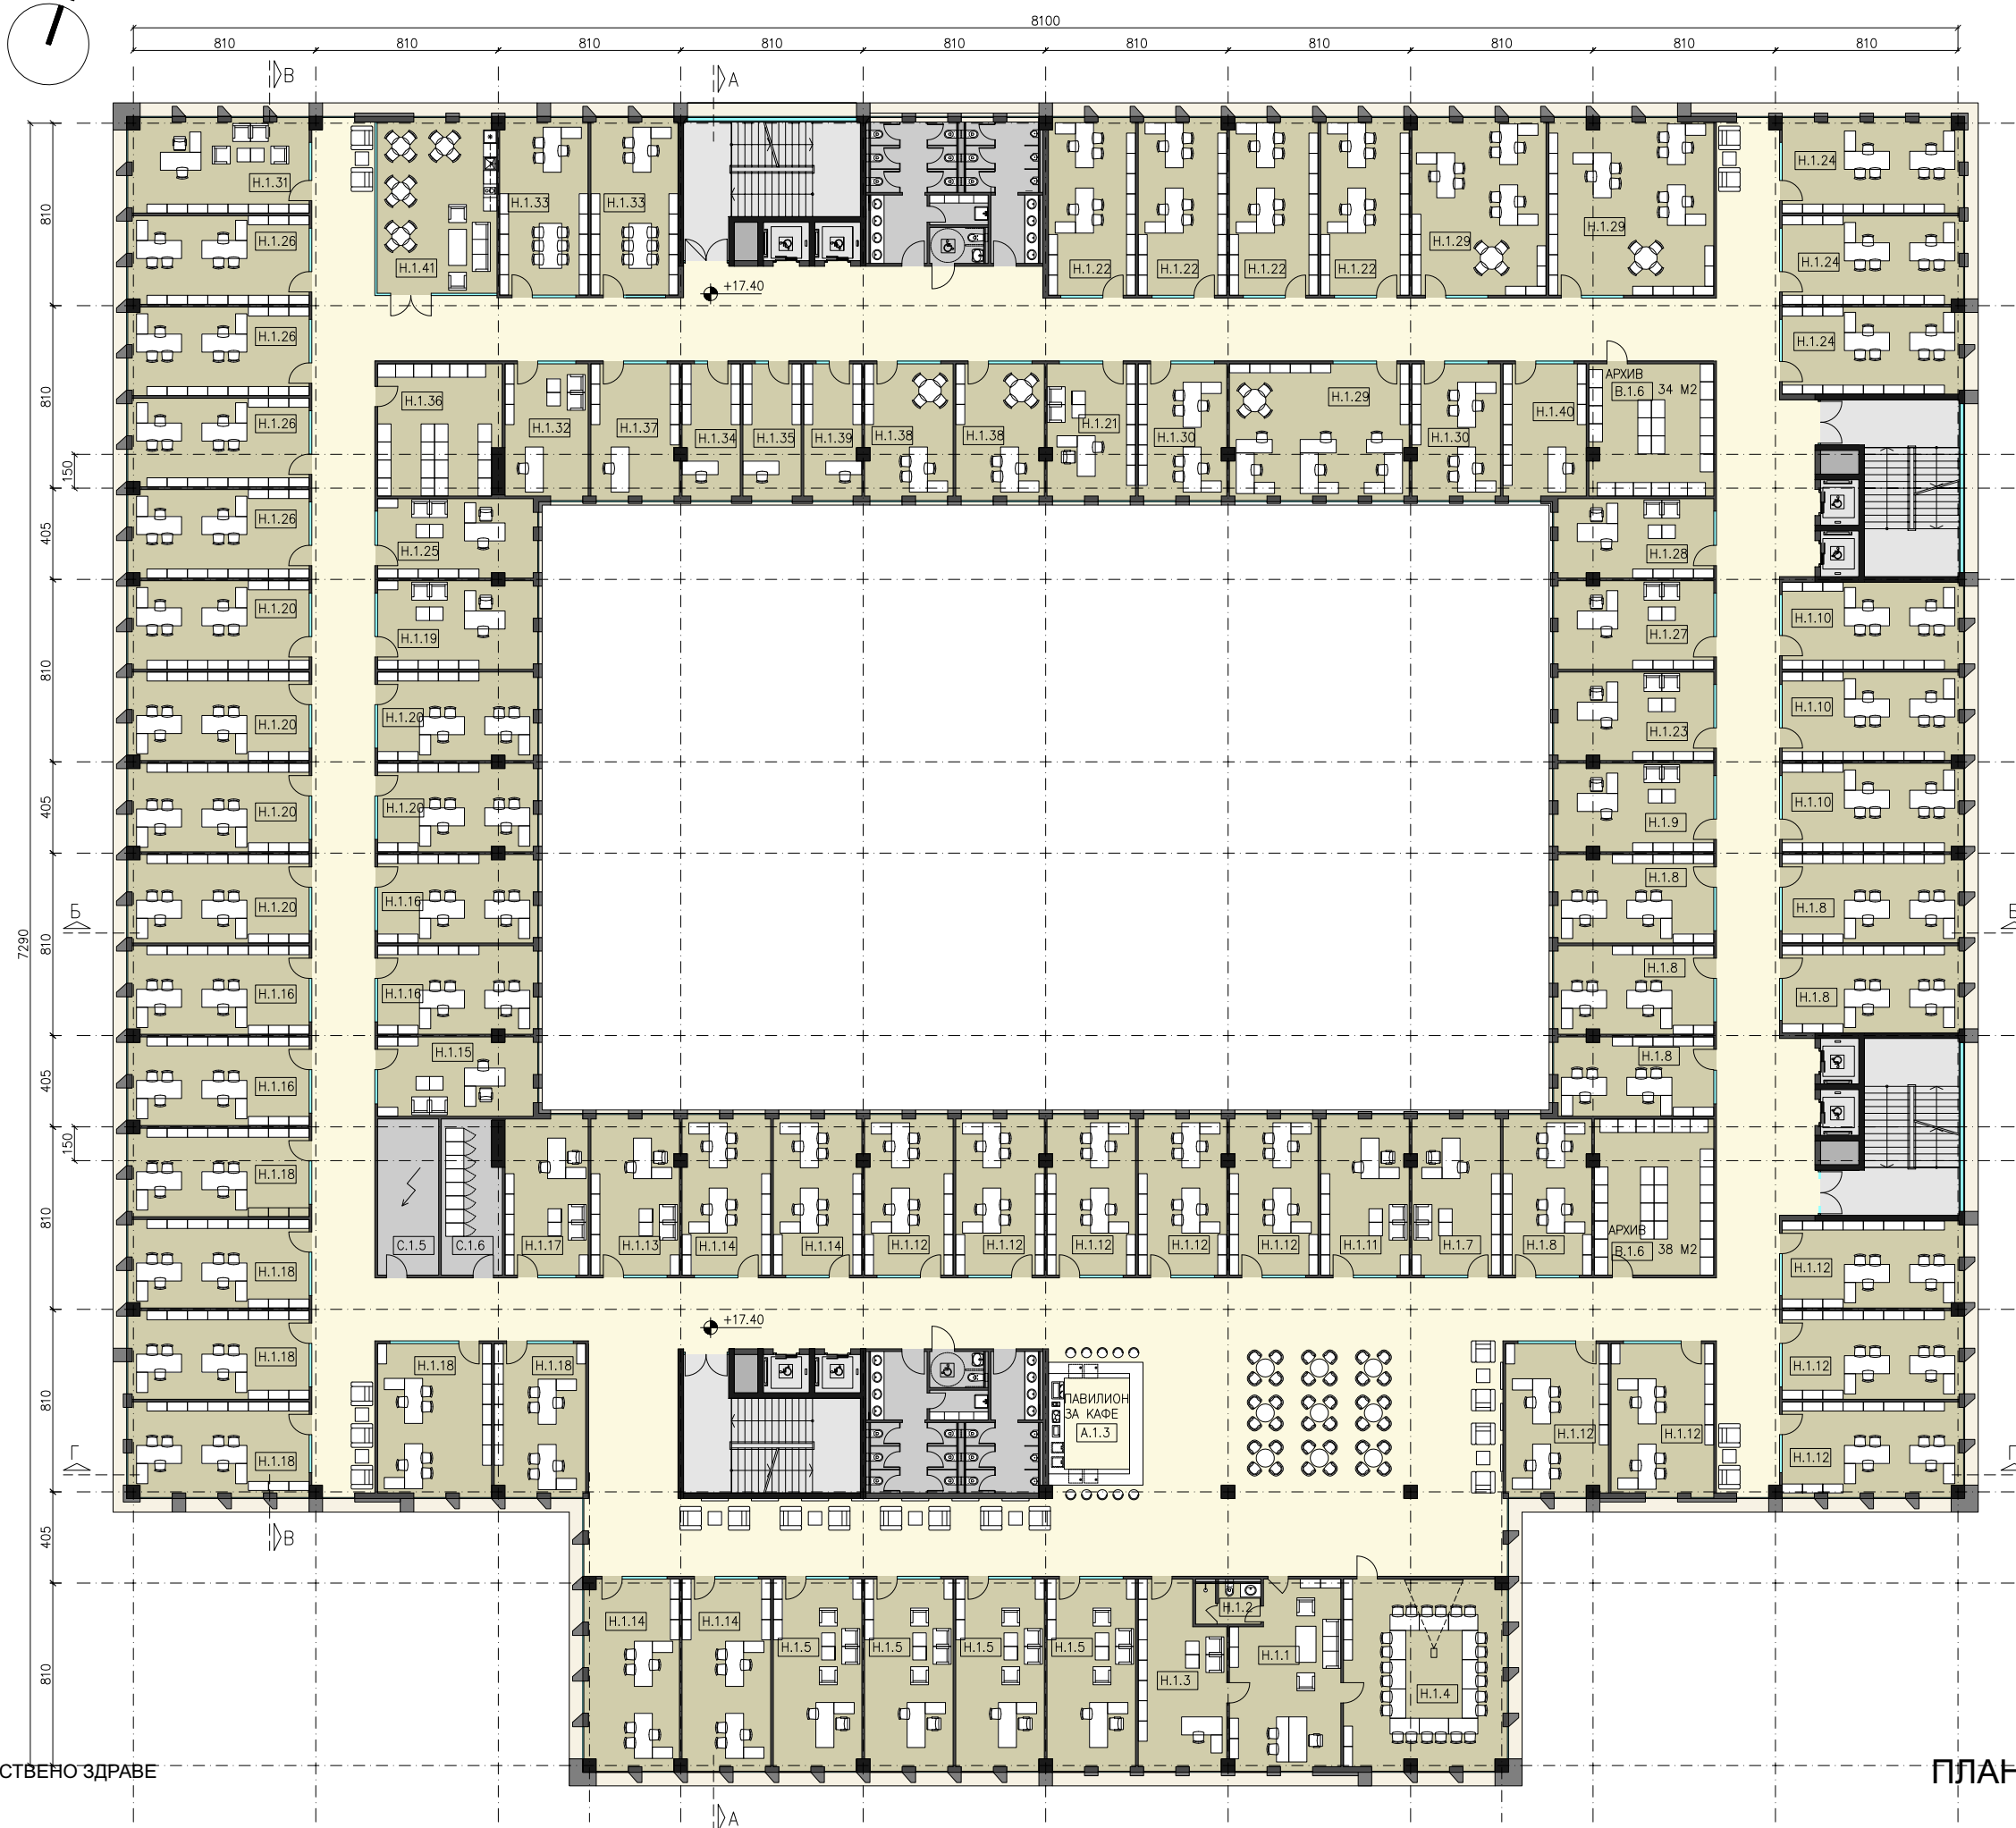 8100
810 810 810 810 810 810 810 810 810 810
В
А
Н.1.31
Н.1.41
Н.1.33
Н.1.33
Н.1.22
Н.1.22
Н.1.22
Н.1.22
Н.1.29
Н.1.29
Н.1.24
810
Н.1.26
Н.1.24
+17.40
Н.1.26
Н.1.24
Н.1.26
Н.1.36
Н.1.32
Н.1.37
Н.1.34
Н.1.35
Н.1.39
Н.1.38
Н.1.38
Н.1.21
Н.1.30
Н.1.29
Н.1.30
Н.1.40
АРХИВ
В.1.6 34 М2
810
150
Н.1.26
Н.1.25
Н.1.28
405
Н.1.20
Н.1.19
Н.1.27
Н.1.10
810
Н.1.20
Н.1.20
Н.1.23
Н.1.10
405
Н.1.20
Н.1.20
Н.1.9
Н.1.10
Б
Н.1.20
Н.1.16
Н.1.8
Н.1.8
7290
810
Н.1.16
Н.1.16
Н.1.8
Н.1.8
405
Н.1.16
Н.1.15
Н.1.8
150
Н.1.18
810
С.1.5
С.1.6
Н.1.17
Н.1.13
Н.1.14
Н.1.14
Н.1.12
Н.1.12
Н.1.12
Н.1.12
Н.1.12
Н.1.11
Н.1.7
Н.1.8
АРХИВ
В.1.6 38 М2
Н.1.18
Н.1.12
+17.40
Н.1.18
Н.1.18
Н.1.18
Н.1.12
810
ПАВИЛИОН
ЗА КАФЕ
А.1.3
Н.1.12
Н.1.12
Г
Н.1.18
Н.1.12
405
В
Н.1.14
Н.1.14
Н.1.5
Н.1.5
Н.1.5
Н.1.5
Н.1.3
Н.1.2
Н.1.1
Н.1.4
810
СТВЕНО ЗДРАВЕ
ПЛАН
А